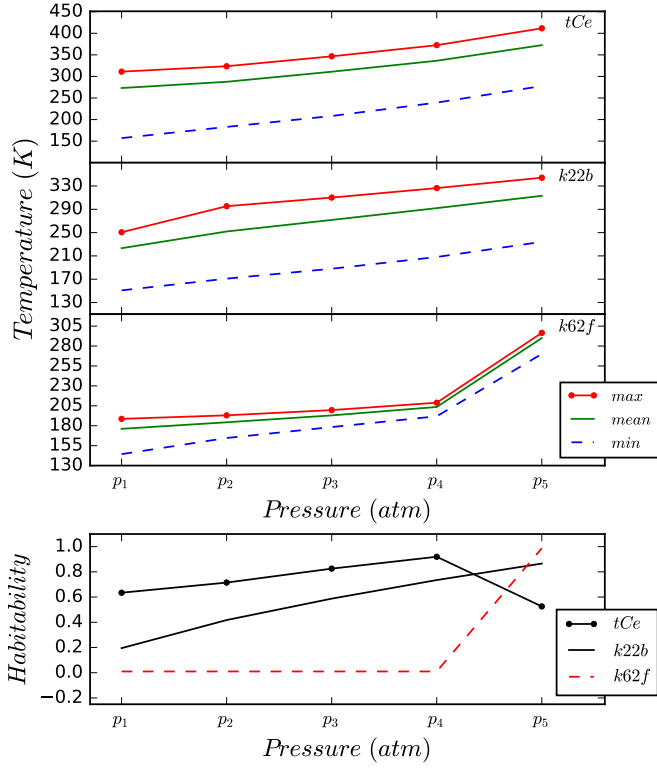 450
400
350
300
250
200
150
tCe
330
290
250
210
170
130
k22b
305
280
255
230
205
180
155
130
k62f
Temperature (K)
max
mean
min
p1 p2 p3 p4 p5
Pressure (atm)
1.0
0.8
0.6
0.4
0.2
0.0
−0.2
Habitability
tCe
k22b
k62f
p1 p2 p3 p4 p5
Pressure (atm)